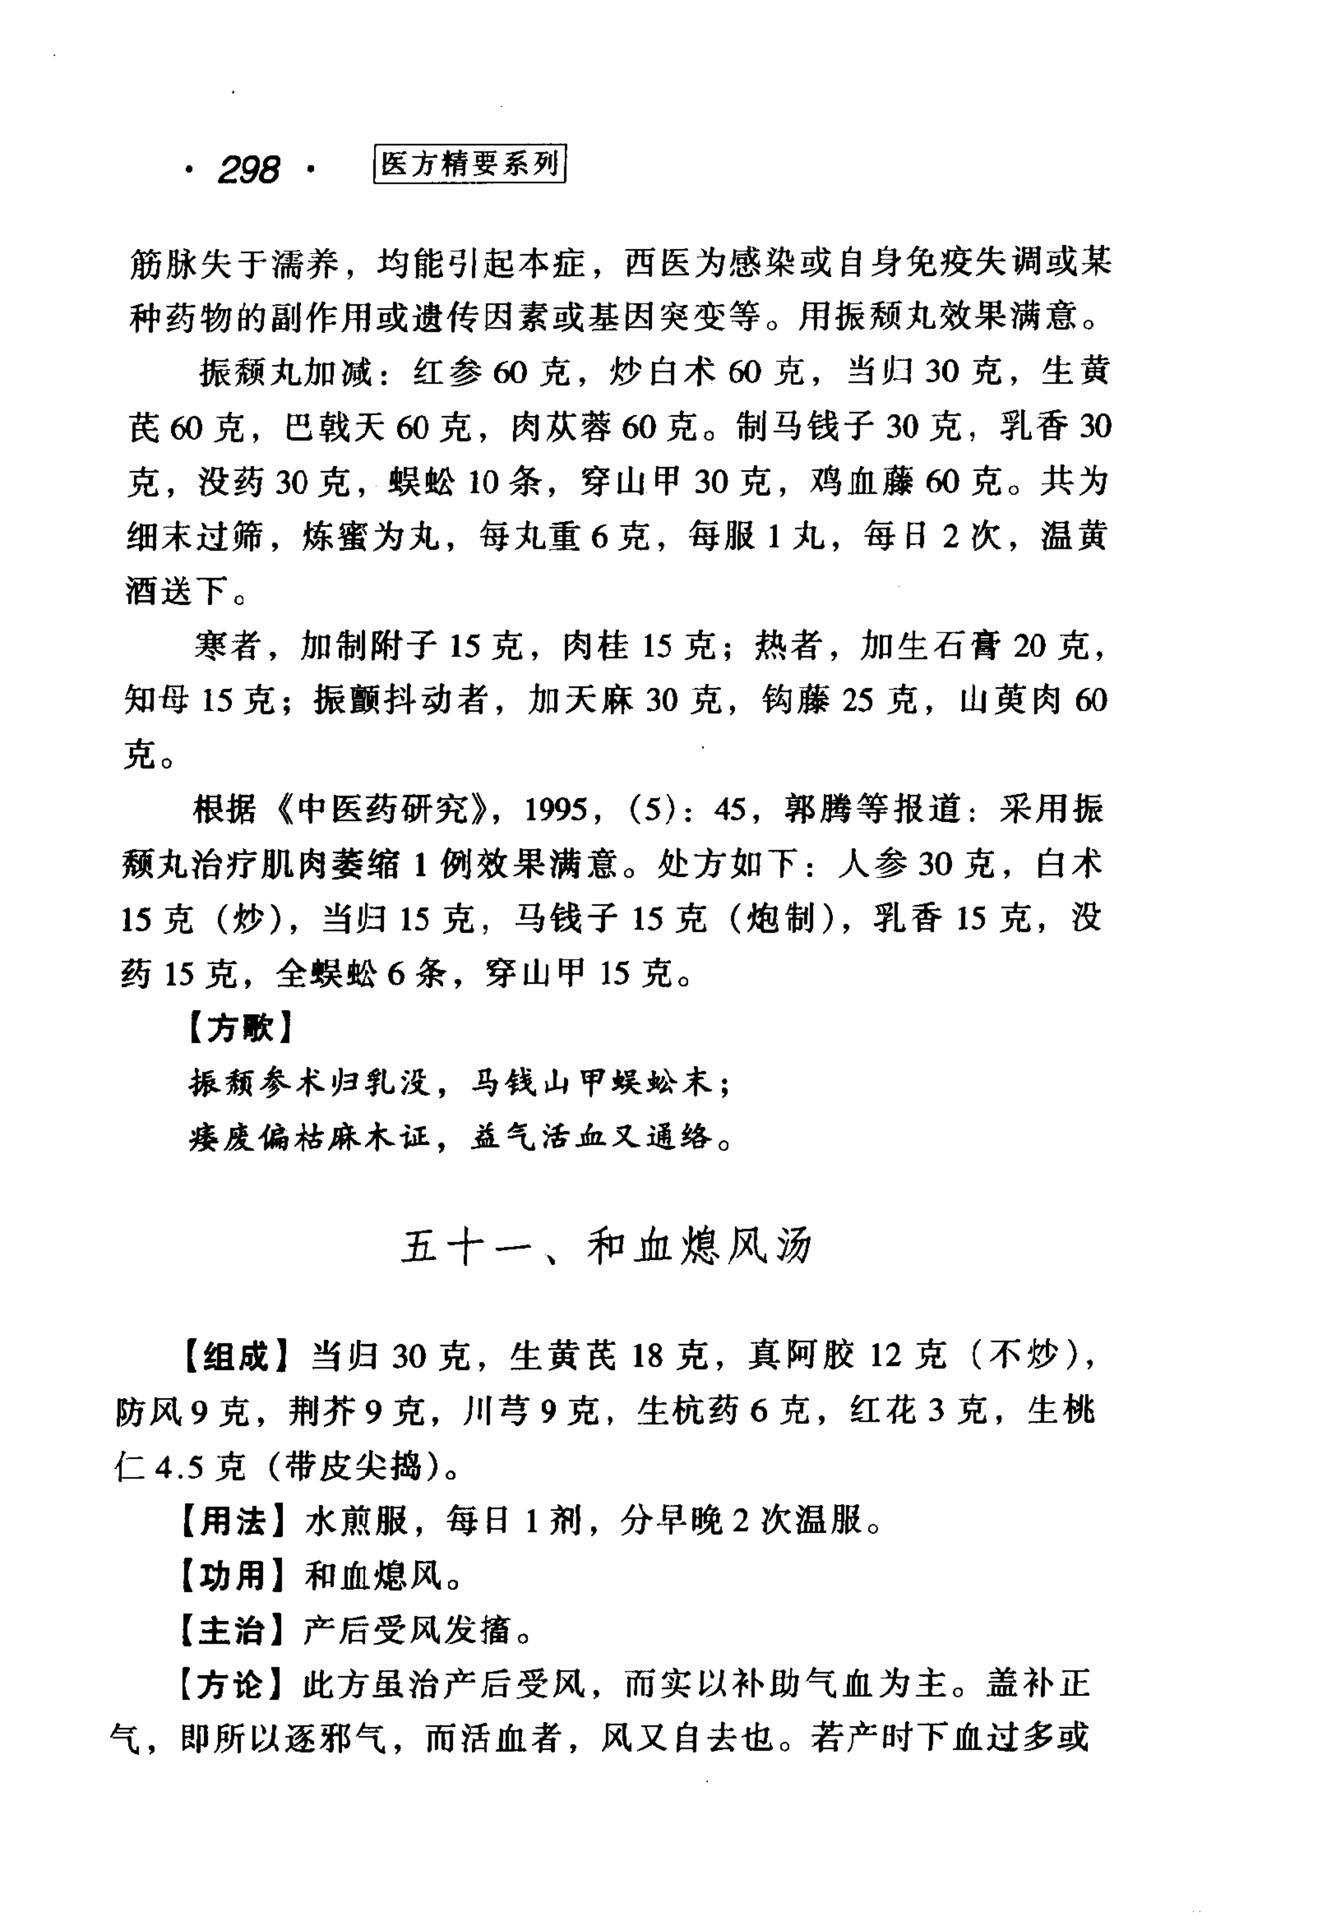 · 298 · 医方精要系列
筋脉失于濡养，均能引起本症，西医为感染或自身免疫失调或某
种药物的副作用或遗传因素或基因突变等。用振颓丸效果满意。
振颓丸加减：红参 60 克，炒白术 60 克，当归 30 克，生黄
芪 60 克，巴戟天 60 克，肉苁蓉 60 克。制马钱子 30 克，乳香 30
克，没药 30 克，蜈蚣 10 条，穿山甲 30 克，鸡血藤 60 克。共为
细末过筛，炼蜜为丸，每丸重 6 克，每服 1 丸，每日 2 次，温黄
酒送下。
寒者，加制附子 15 克，肉桂 15 克；热者，加生石膏 20 克，
知母 15 克；振颤抖动者，加天麻 30 克，钩藤 25 克，山萸肉 60
克。
根据《中医药研究》，1995，（5）：45，郭腾等报道：采用振
颓丸治疗肌肉萎缩 1 例效果满意。处方如下：人参 30 克，白术
15 克（炒），当归 15 克，马钱子 15 克（炮制），乳香 15 克，没
药 15 克，全蜈蚣 6 条，穿山甲 15 克。
【方歌】
振颓参术归乳没，马钱山甲蜈蚣末；
痿废偏枯麻木证，益气活血又通络。
五十一、和血熄风汤
【组成】当归 30 克，生黄芪 18 克，真阿胶 12 克（不炒），
防风 9 克，荆芥 9 克，川芎 9 克，生杭药 6 克，红花 3 克，生桃
仁 4.5 克（带皮尖捣）。
【用法】水煎服，每日 1 剂，分早晚 2 次温服。
【功用】和血熄风。
【主治】产后受风发搐。
【方论】此方虽治产后受风，而实以补助气血为主。盖补正
气，即所以逐邪气，而活血者，风又自去也。若产时下血过多或